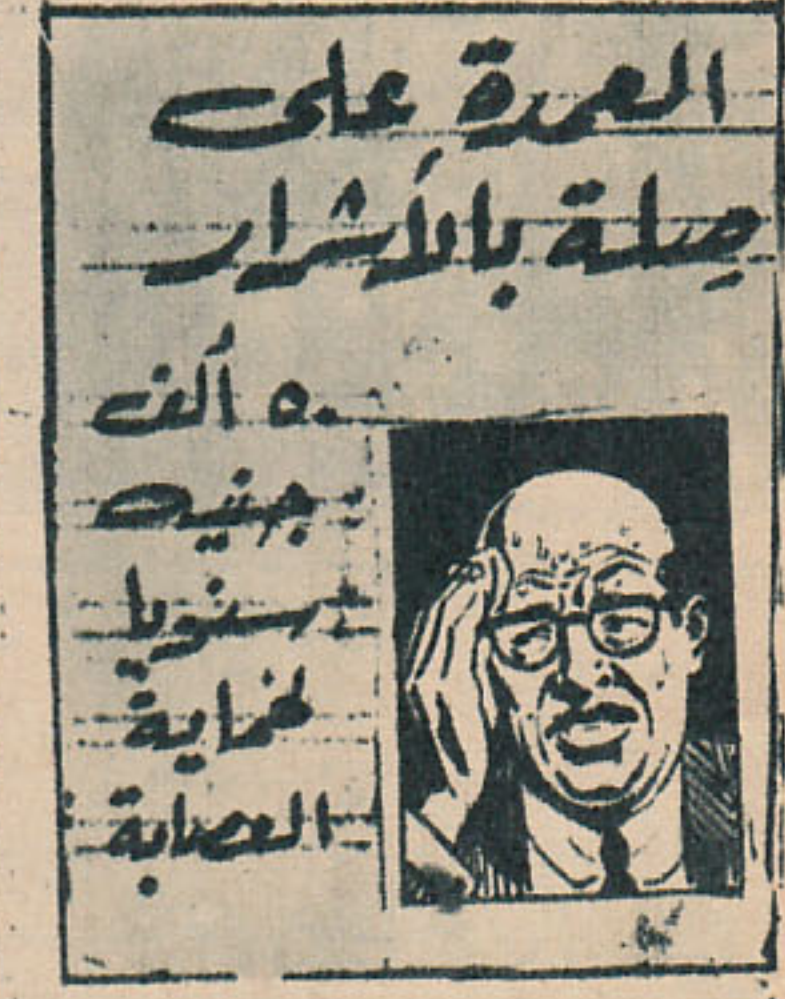 العمدة على
صلة بالأشرار
٥٠ ألف
جنيه
سنويا
لحماية
العصابة